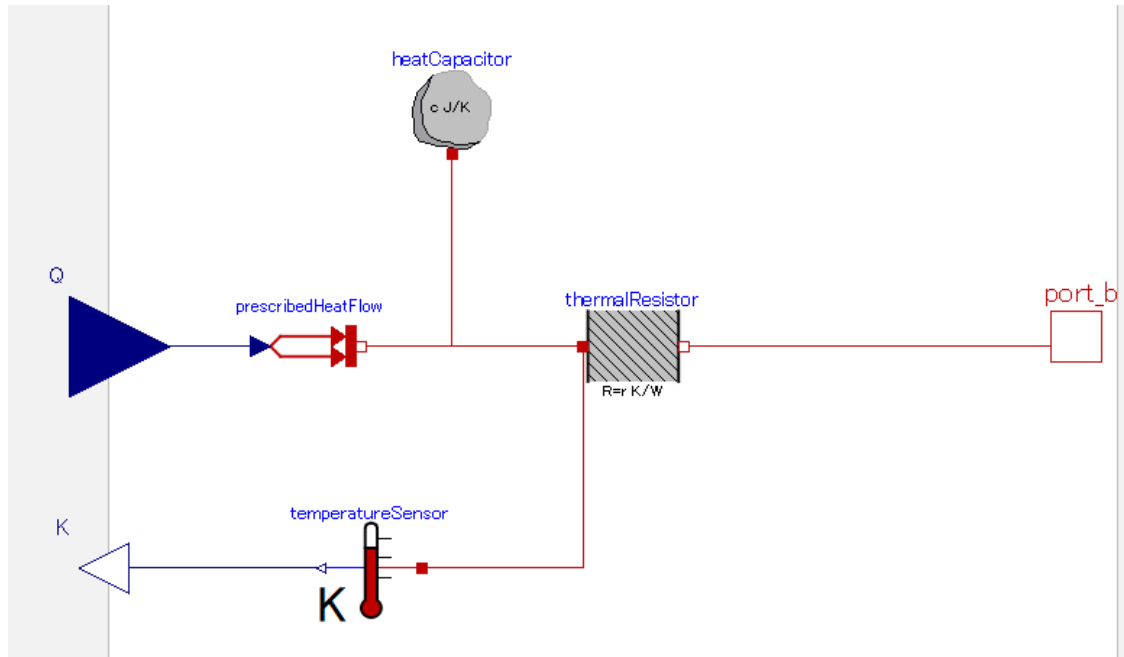 heatCapacitor
c J/K
Q
prescribedHeatFlow
thermalResistor
port_b
R=r K/W
K
temperatureSensor
K